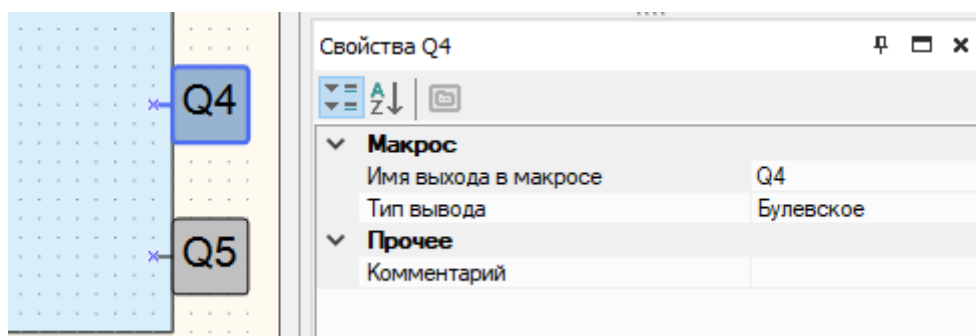 Q4
Q5
Свойства Q4
Макрос
Имя выхода в макросе Q4
Тип вывода Булевское
Прочее
Комментарий